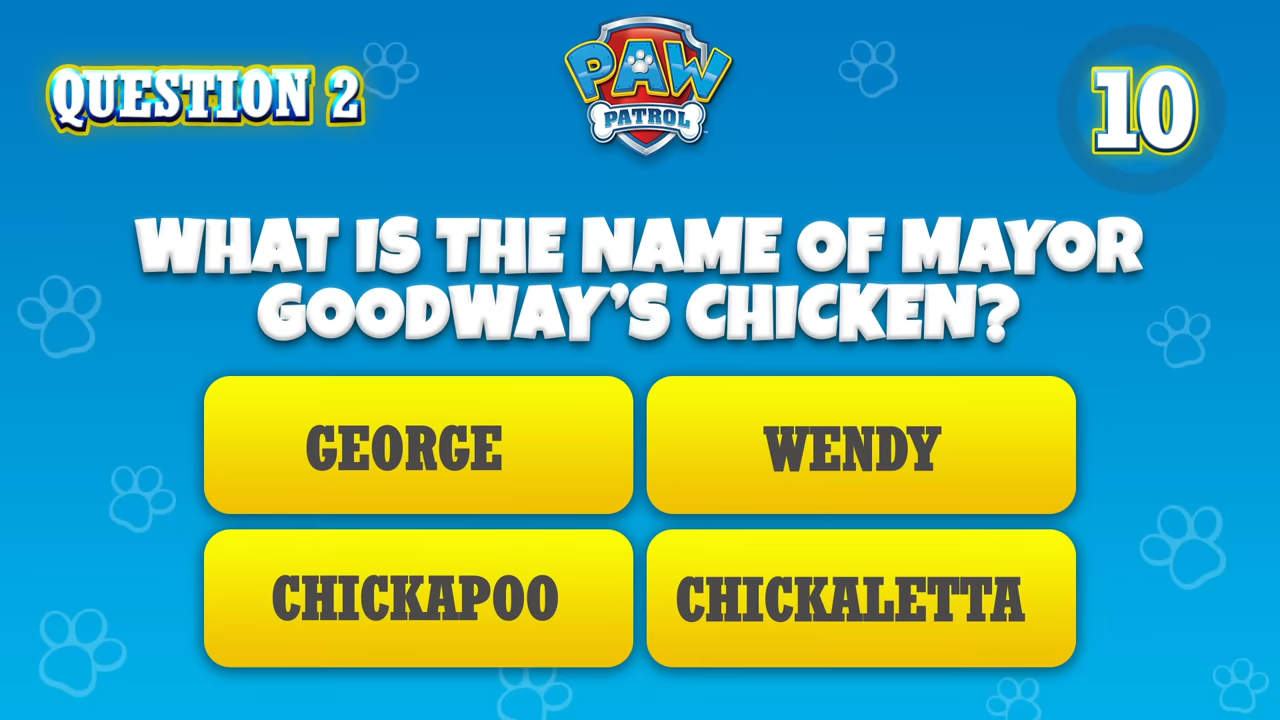 QUESTION 2
PAW
PATROL
10
WHAT IS THE NAME OF MAYOR
GOODWAY’S CHICKEN?
GEORGE
WENDY
CHICKAPOO
CHICKALETTA